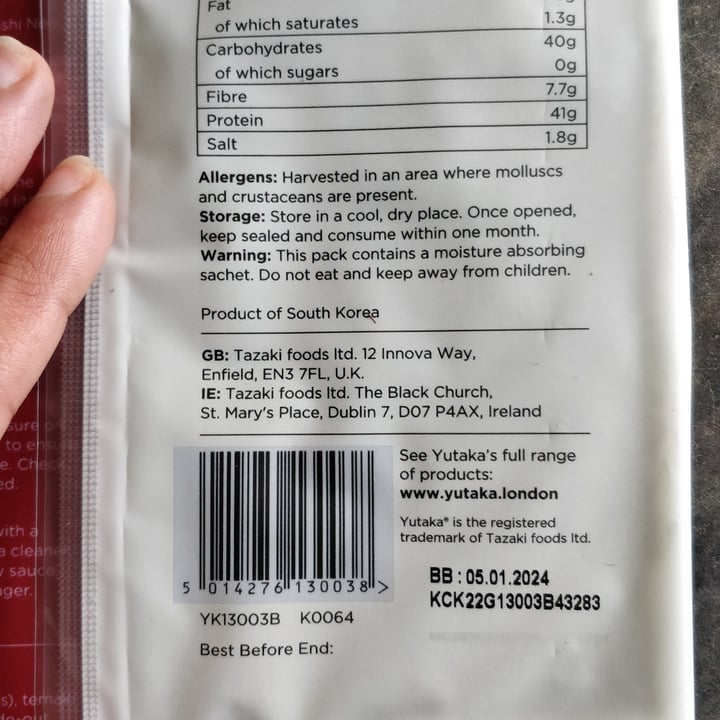 Fat
of which saturates 1.3g
Carbohydrates 40g
of which sugars 0g
Fibre 7.7g
Protein 41g
Salt 1.8g
Allergens: Harvested in an area where molluscs
and crustaceans are present.
Storage: Store in a cool, dry place. Once opened,
keep sealed and consume within one month.
Warning: This pack contains a moisture absorbing
sachet. Do not eat and keep away from children.
Product of South Korea
GB: Tazaki foods ltd. 12 Innova Way,
Enfield, EN3 7FL, U.K.
IE: Tazaki foods ltd. The Black Church,
St. Mary's Place, Dublin 7, D07 P4AX, Ireland
See Yutaka's full range
of products:
www.yutaka.london
Yutaka® is the registered
trademark of Tazaki foods ltd.
5 014276 130038 >
YK13003B K0064
Best Before End:
BB : 05.01.2024
KCK22G13003B43283